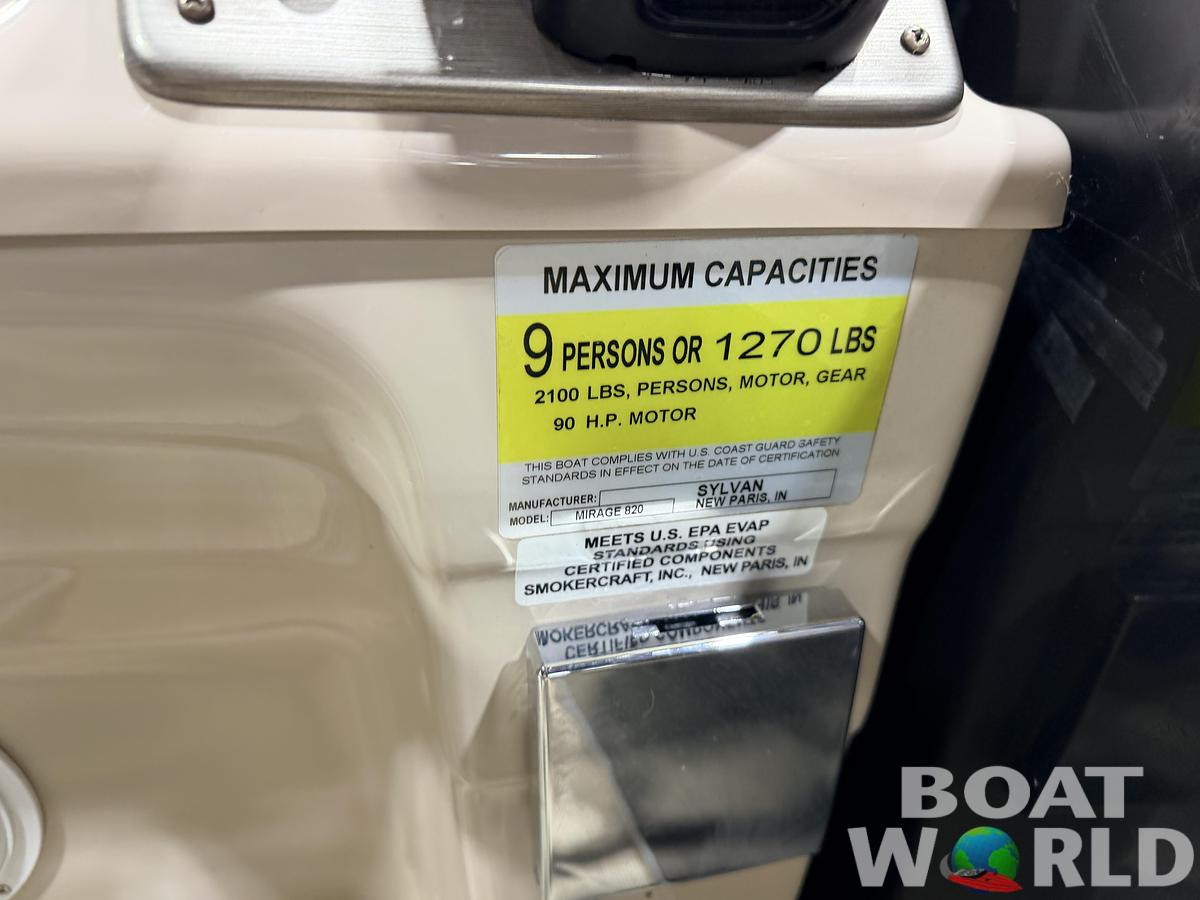 MAXIMUM CAPACITIES
9 PERSONS OR 1270 LBS
2100 LBS, PERSONS, MOTOR, GEAR
90 H.P. MOTOR
THIS BOAT COMPLIES WITH U.S. COAST GUARD SAFETY
STANDARDS IN EFFECT ON THE DATE OF CERTIFICATION
MANUFACTURER: SYLVAN
NEW PARIS, IN
MODEL: MIRAGE 820
MEETS U.S. EPA EVAP
STANDARDS USING
CERTIFIED COMPONENTS
SMOKERCRAFT, INC., NEW PARIS, IN
BOAT
WORLD